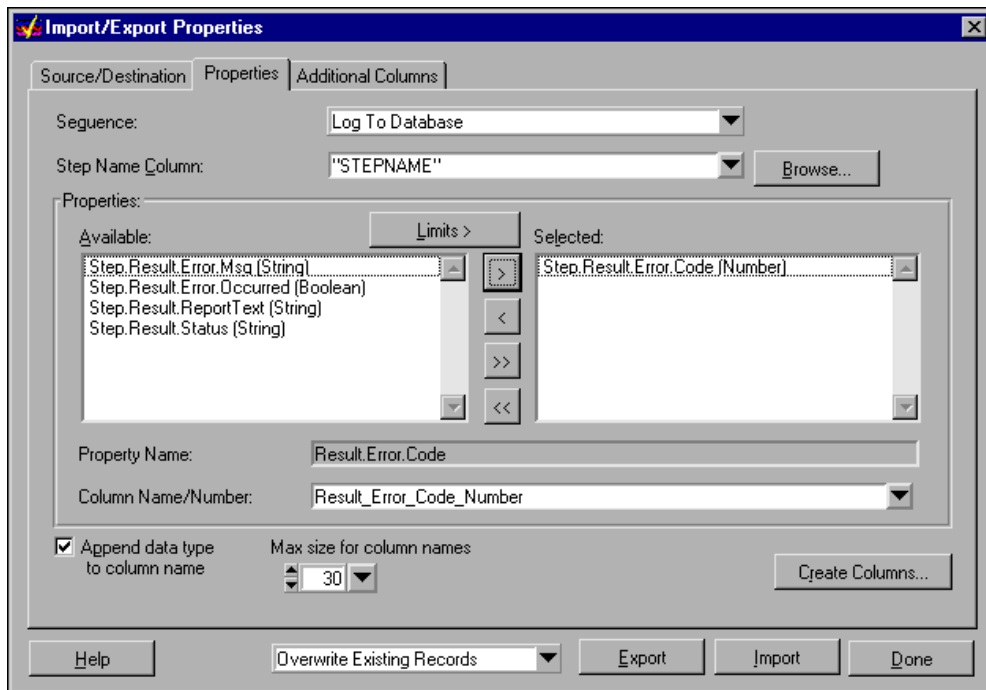 Import/Export Properties
Source/Destination Properties Additional Columns
Sequence: Log To Database
Step Name Column: "STEPNAME" Browse...
Properties:
Limits >
Available: Selected:
Step.Result.Error.Msg (String) > Step.Result.Error.Code (Number)
Step.Result.Error.Occurred (Boolean)
Step.Result.ReportText (String)
Step.Result.Status (String) <
>>
<<
Property Name: Result.Error.Code
Column Name/Number: Result_Error_Code_Number
Append data type Max size for column names
to column name 30 Create Columns...
Help Overwrite Existing Records Export Import Done